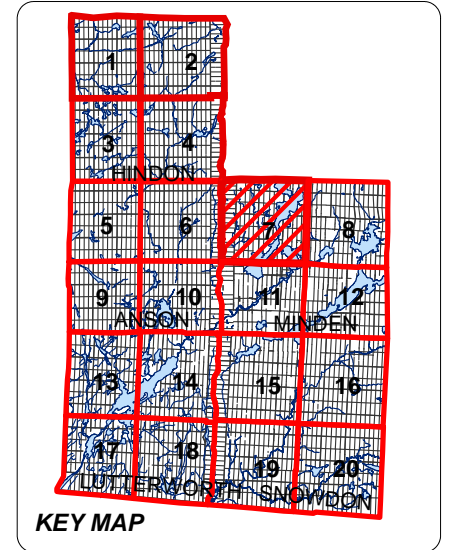 1 2
3 4
HINDON
5 6 7 8
9 10 11 12
ANSON MINDEN
13 14 15 16
17 18 19 20
LUTTERWORTH SNOWDON
KEY MAP